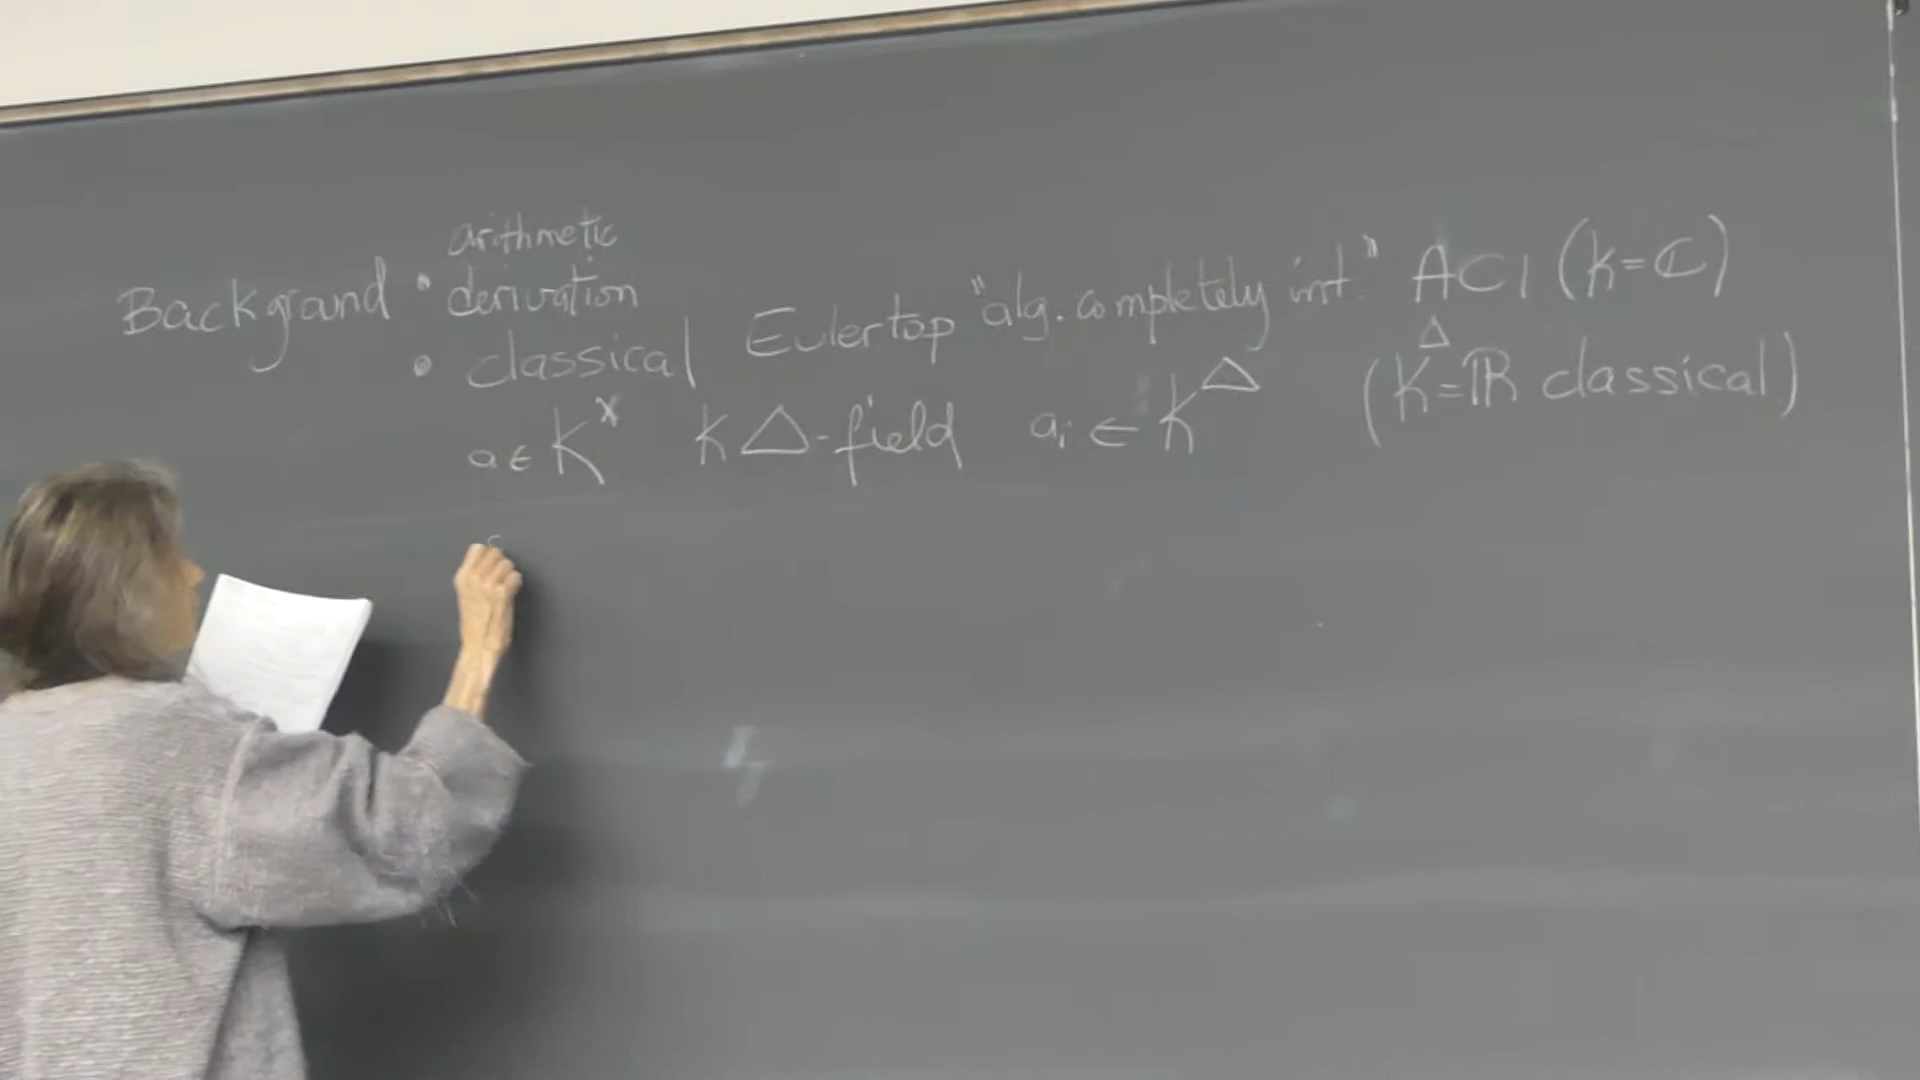 arithmetic
Background • derivation
• classical Euler top "alg. completely int." ACI (k=ℂ)
a ∈ K^× K Δ-field a_i ∈ K^Δ (K^Δ=ℝ classical)